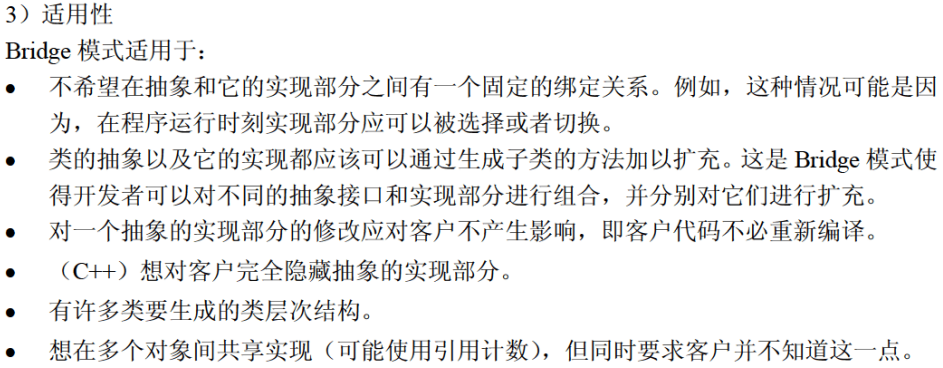 3）适用性
Bridge 模式适用于：
● 不希望在抽象和它的实现部分之间有一个固定的绑定关系。例如，这种情况可能是因
为，在程序运行时刻实现部分应可以被选择或者切换。
● 类的抽象以及它的实现都应该可以通过生成子类的方法加以扩充。这是 Bridge 模式使
得开发者可以对不同的抽象接口和实现部分进行组合，并分别对它们进行扩充。
● 对一个抽象的实现部分的修改应对客户不产生影响，即客户代码不必重新编译。
● （C++）想对客户完全隐藏抽象的实现部分。
● 有许多类要生成的类层次结构。
● 想在多个对象间共享实现（可能使用引用计数），但同时要求客户并不知道这一点。